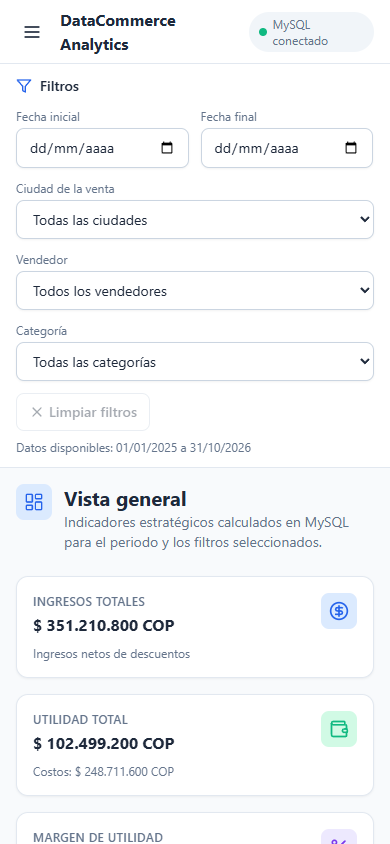 DataCommerce
Analytics
MySQL
conectado
Filtros
Fecha inicial
Fecha final
dd/mm/aaaa
dd/mm/aaaa
Ciudad de la venta
Todas las ciudades
Vendedor
Todos los vendedores
Categoría
Todas las categorías
Limpiar filtros
Datos disponibles: 01/01/2025 a 31/10/2026
Vista general
Indicadores estratégicos calculados en MySQL
para el periodo y los filtros seleccionados.
INGRESOS TOTALES
$ 351.210.800 COP
Ingresos netos de descuentos
UTILIDAD TOTAL
$ 102.499.200 COP
Costos: $ 248.711.600 COP
MARGEN DE UTILIDAD